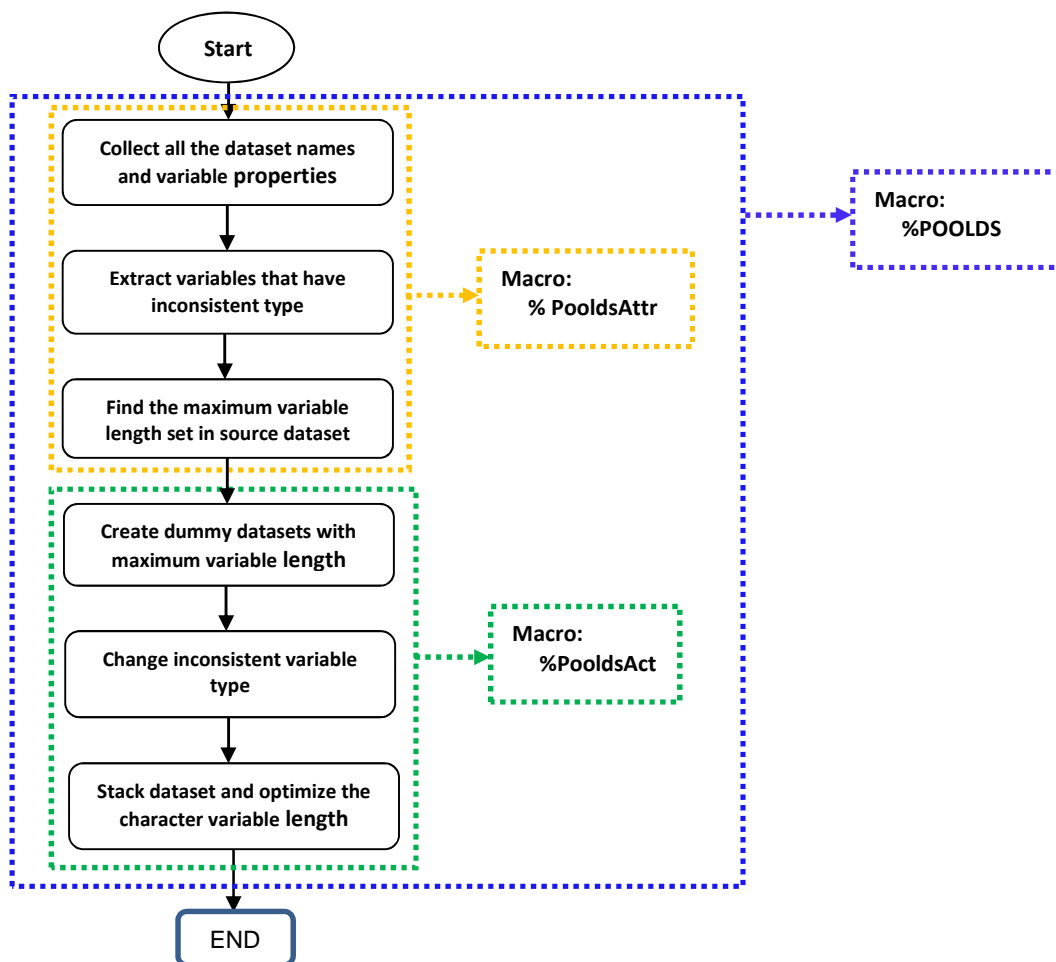 Start
Collect all the dataset names
and variable properties
Macro:
%POOLDS
Extract variables that have
inconsistent type
Macro:
% PooldsAttr
Find the maximum variable
length set in source dataset
Create dummy datasets with
maximum variable length
Change inconsistent variable
type
Macro:
%PooldsAct
Stack dataset and optimize the
character variable length
END